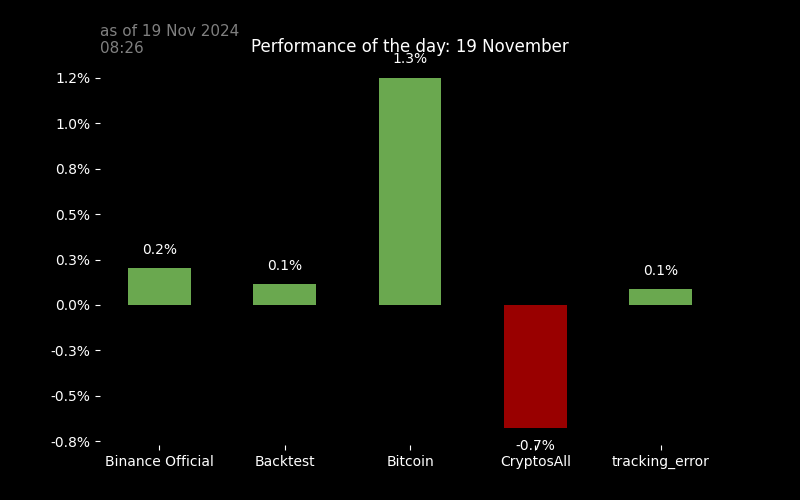 as of 19 Nov 2024
08:26
Performance of the day: 19 November
1.3%
1.2%
1.0%
0.8%
0.5%
0.3%
0.0%
-0.3%
-0.5%
-0.8%
0.2%
0.1%
-0.7%
0.1%
Binance Official
Backtest
Bitcoin
CryptosAll
tracking_error